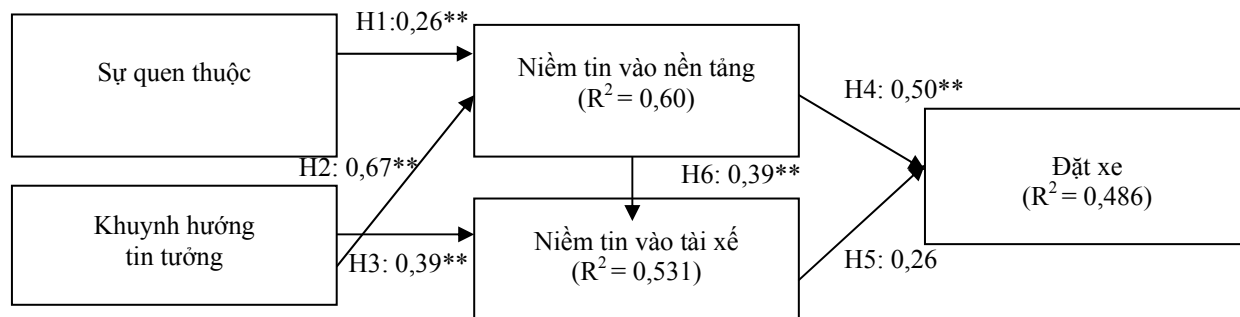 H1:0,26**
Sự quen thuộc
Niềm tin vào nền tảng
(R² = 0,60)
H4: 0,50**
H2: 0,67**
H6: 0,39**
Đặt xe
(R² = 0,486)
Khuynh hướng
tin tưởng
H3: 0,39**
Niềm tin vào tài xế
(R² = 0,531)
H5: 0,26